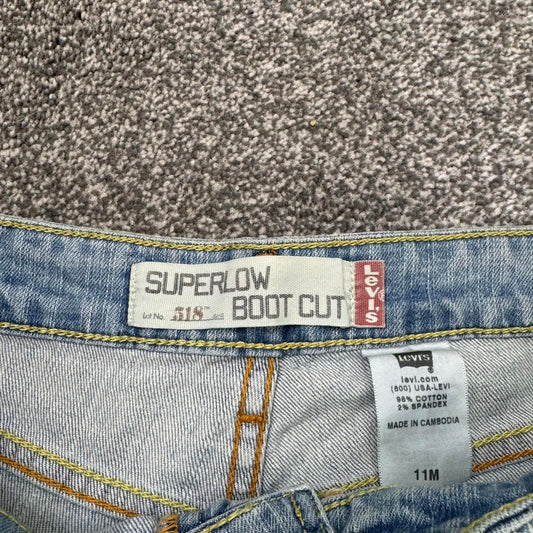 SUPERLOW
Lot No. 518
BOOT CUT
LEVI'S
Levi's
levi.com
(800) USA-LEVI
98% COTTON
2% SPANDEX
MADE IN CAMBODIA
11M